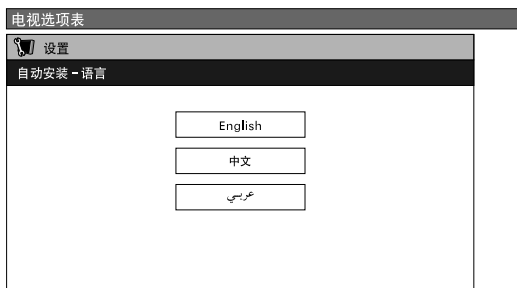 电视选项表
设置
自动安装 – 语言
English
中文
عربي